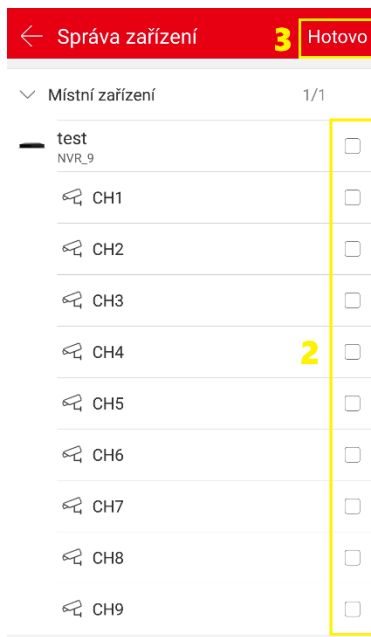 Správa zařízení 3 Hotovo
Místní zařízení 1/1
test
NVR_9
CH1
CH2
CH3
CH4 2
CH5
CH6
CH7
CH8
CH9